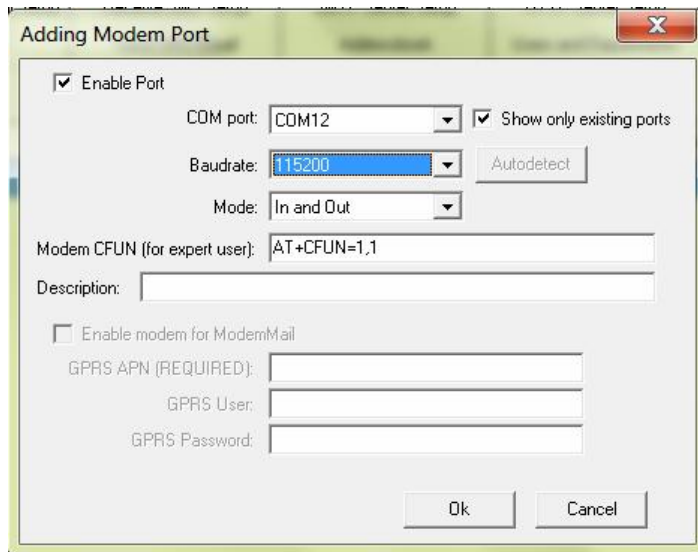 Adding Modem Port
Enable Port
COM port: COM12 Show only existing ports
Baudrate: 115200 Autodetect
Mode: In and Out
Modem CFUN (for expert user): AT+CFUN=1,1
Description:
Enable modem for ModemMail
GPRS APN (REQUIRED):
GPRS User:
GPRS Password:
Ok Cancel